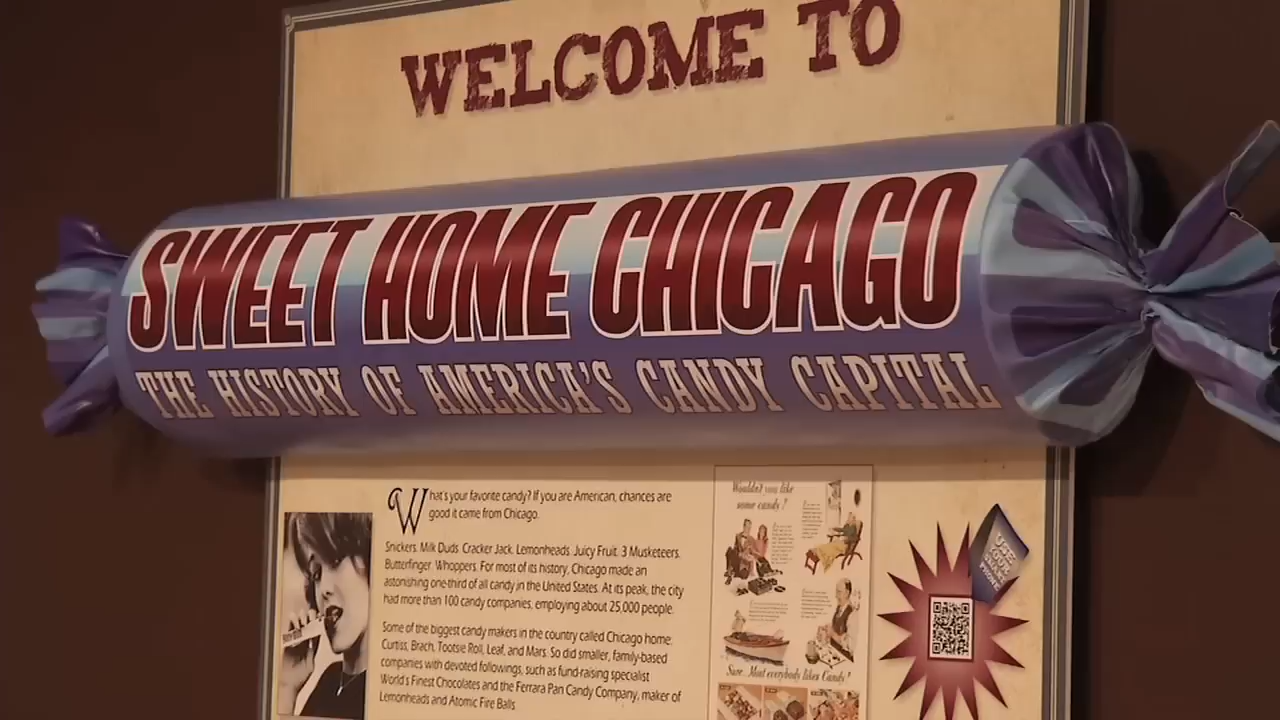 WELCOME TO
SWEET HOME CHICAGO
THE HISTORY OF AMERICA'S CANDY CAPITAL
What's your favorite candy? If you are American, chances are
good it came from Chicago.
Snickers. Milk Duds. Cracker Jack. Lemonheads. Juicy Fruit. 3 Musketeers.
Butterfinger. Whoppers. For most of its history, Chicago made an
astonishing one-third of all candy in the United States. At its peak, the city
had more than 100 candy companies, employing about 25,000 people.
Some of the biggest candy makers in the country called Chicago home:
Curtiss, Brach, Tootsie Roll, Leaf, and Mars. So did smaller, family-based
companies with devoted followings, such as fund-raising specialist
World's Finest Chocolates and the Ferrara Pan Candy Company, maker of
Lemonheads and Atomic Fire Balls
Wouldn't you like
some candy?
Sure..Most everybody likes Candy!
USE
YOUR
SMART
PHONE!